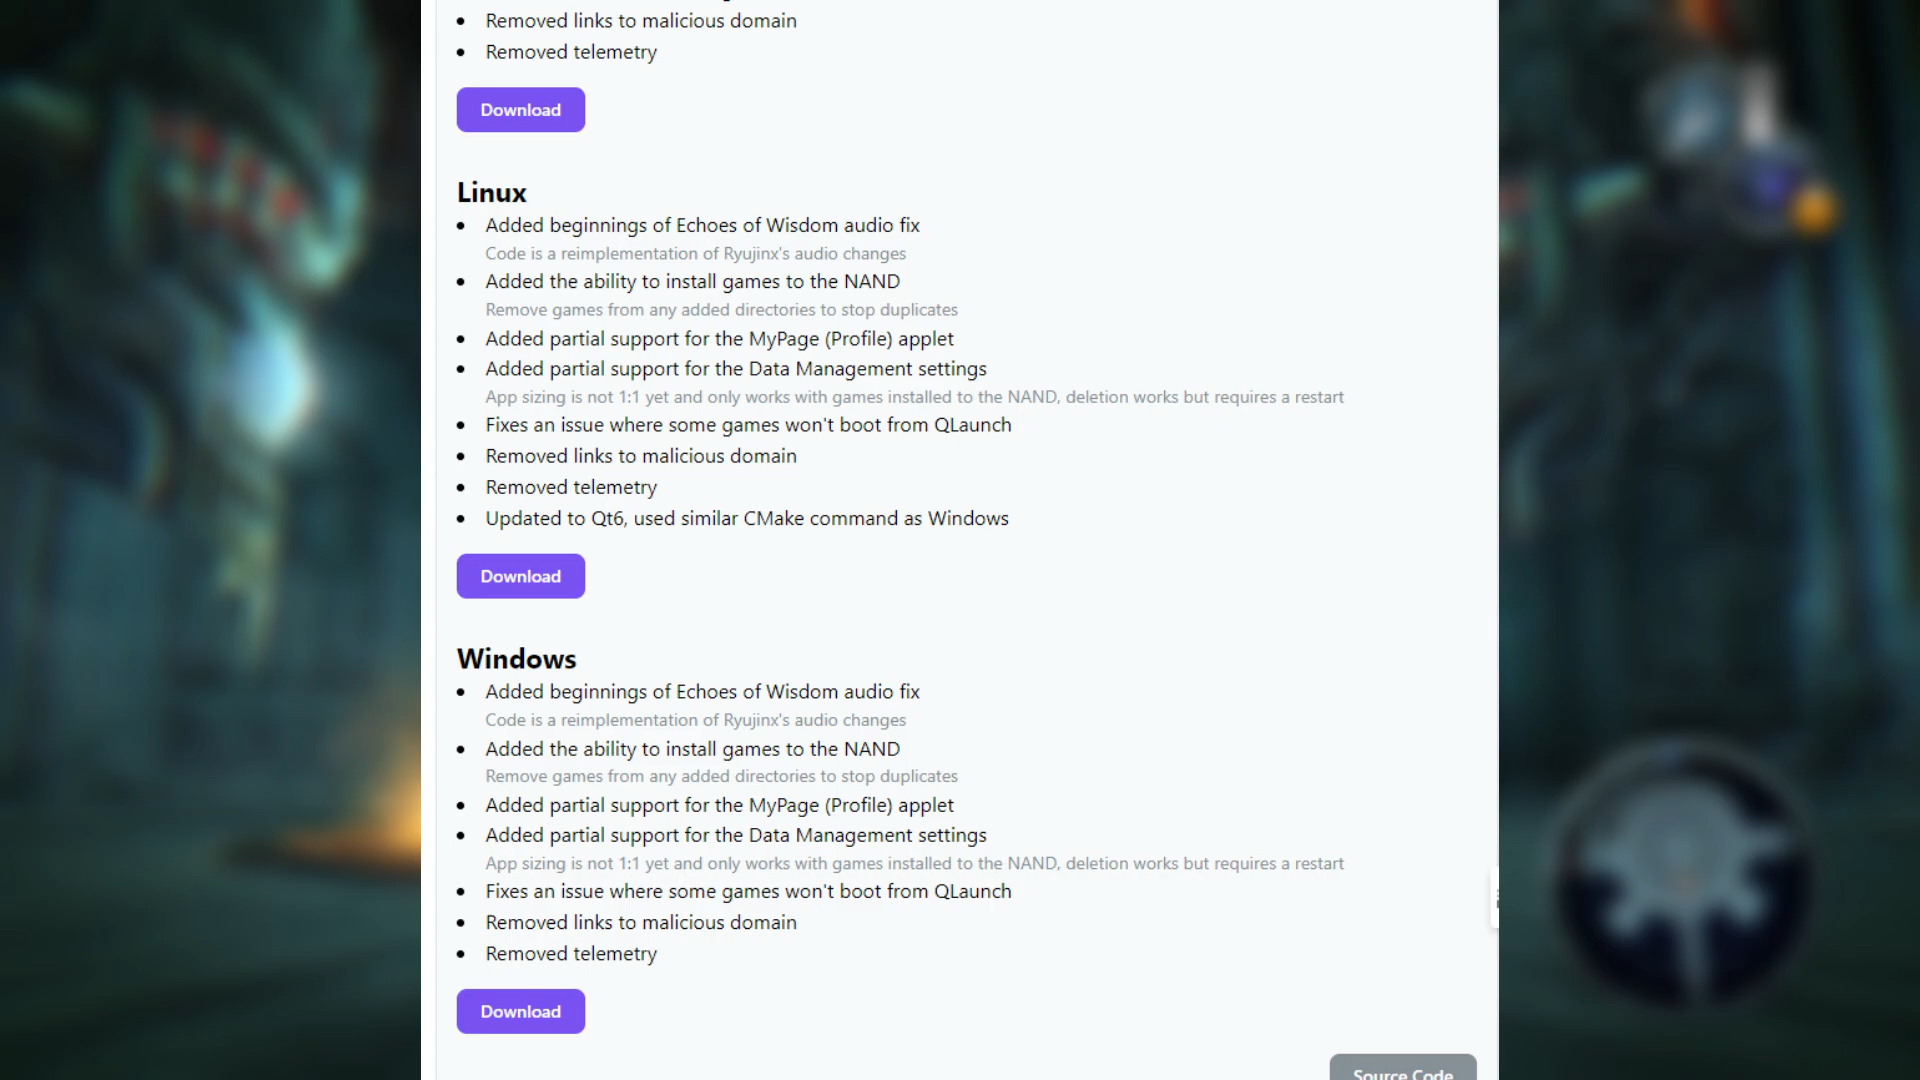 Removed links to malicious domain
Removed telemetry
Download
Linux
Added beginnings of Echoes of Wisdom audio fix
Code is a reimplementation of Ryujinx's audio changes
Added the ability to install games to the NAND
Remove games from any added directories to stop duplicates
Added partial support for the MyPage (Profile) applet
Added partial support for the Data Management settings
App sizing is not 1:1 yet and only works with games installed to the NAND, deletion works but requires a restart
Fixes an issue where some games won't boot from QLaunch
Removed links to malicious domain
Removed telemetry
Updated to Qt6, used similar CMake command as Windows
Download
Windows
Added beginnings of Echoes of Wisdom audio fix
Code is a reimplementation of Ryujinx's audio changes
Added the ability to install games to the NAND
Remove games from any added directories to stop duplicates
Added partial support for the MyPage (Profile) applet
Added partial support for the Data Management settings
App sizing is not 1:1 yet and only works with games installed to the NAND, deletion works but requires a restart
Fixes an issue where some games won't boot from QLaunch
Removed links to malicious domain
Removed telemetry
Download
Source Code